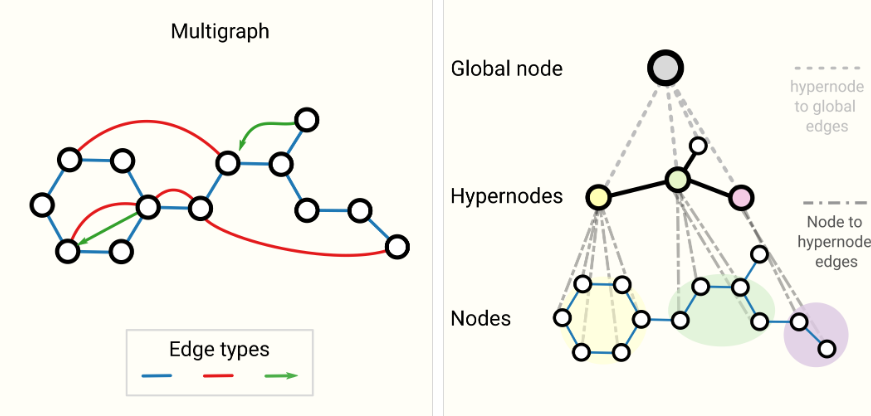 Multigraph
Edge types
Global node
hypernode
to global
edges
Hypernodes
Node to
hypernode
edges
Nodes